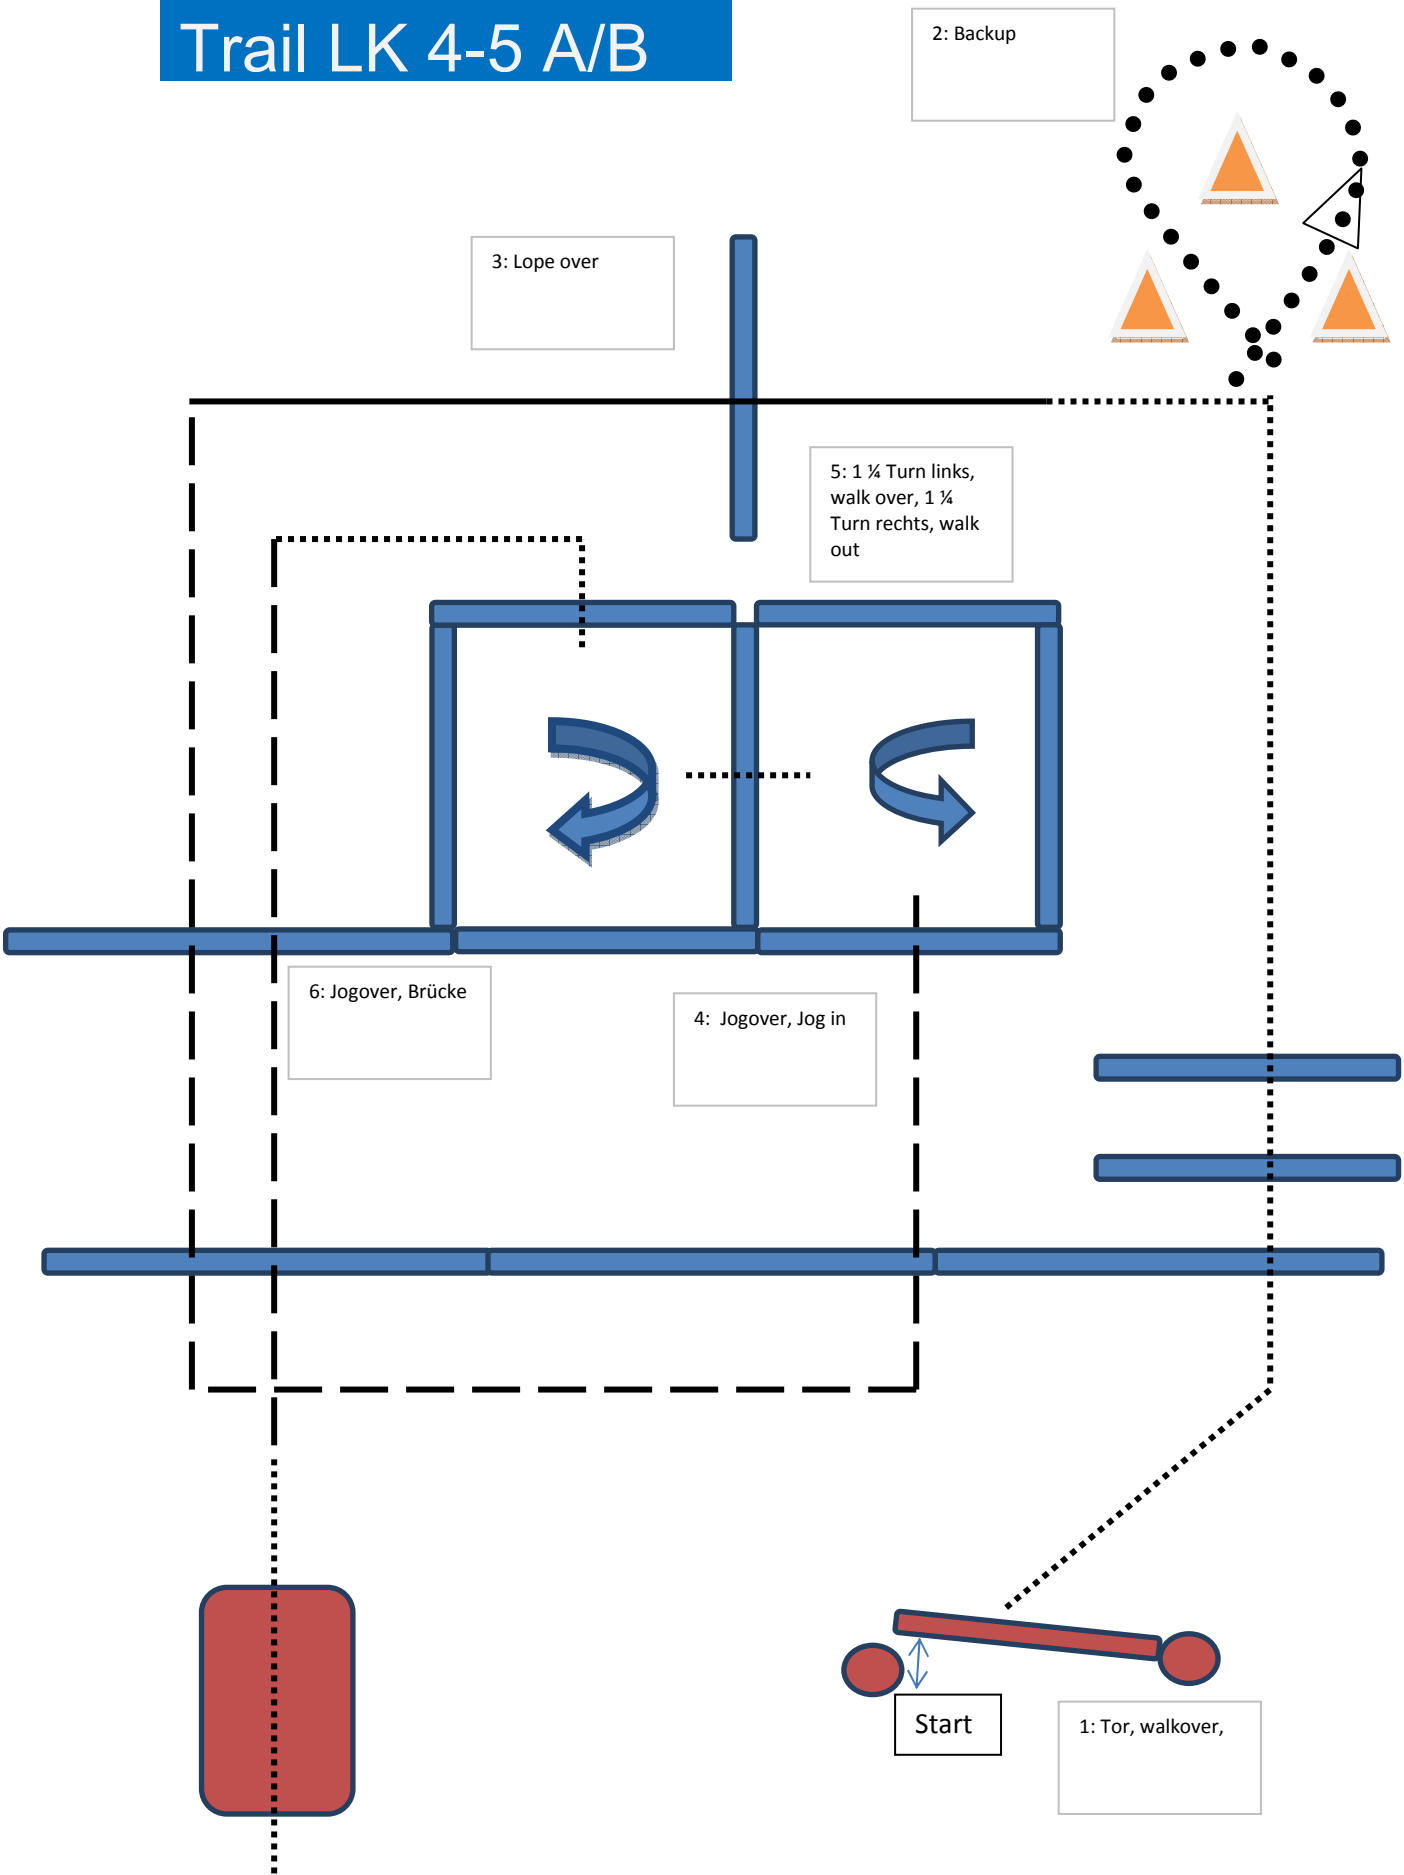 Trail LK 4-5 A/B
2: Backup
3: Lope over
5: 1 ¼ Turn links,
walk over, 1 ¼
Turn rechts, walk
out
6: Jogover, Brücke
4:  Jogover, Jog in
Start
1: Tor, walkover,